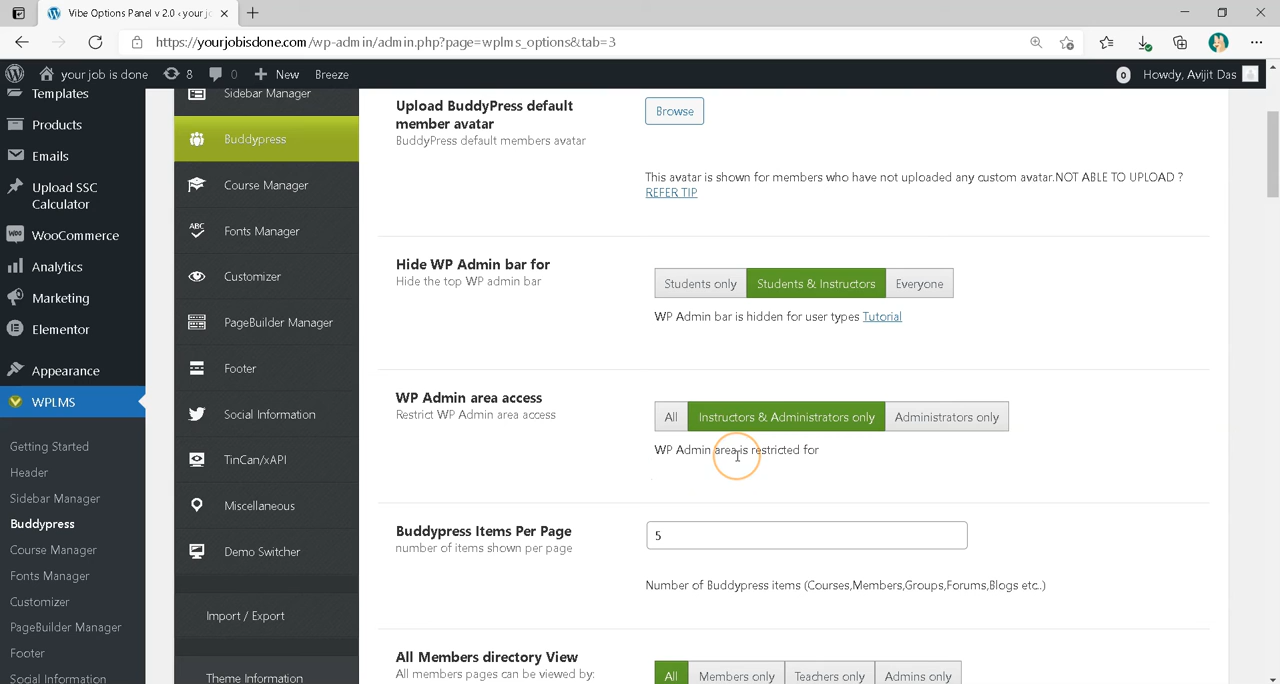 Vibe Options Panel v 2.0 ‹ your jo
https://yourjobisdone.com/wp-admin/admin.php?page=wplms_options&tab=3
your job is done
8
0
New
Breeze
0
Howdy, Avijit Das
Templates
Products
Emails
Upload SSC
Calculator
WooCommerce
Analytics
Marketing
Elementor
Appearance
WPLMS
Getting Started
Header
Sidebar Manager
Buddypress
Course Manager
Fonts Manager
Customizer
PageBuilder Manager
Footer
Social Information
Sidebar Manager
Buddypress
Course Manager
ABC
Fonts Manager
Customizer
PageBuilder Manager
Footer
Social Information
TinCan/xAPI
Miscellaneous
Demo Switcher
Import / Export
Theme Information
Upload BuddyPress default
member avatar
BuddyPress default members avatar
Browse
This avatar is shown for members who have not uploaded any custom avatar.NOT ABLE TO UPLOAD ?
REFER TIP
Hide WP Admin bar for
Hide the top WP admin bar
Students only
Students & Instructors
Everyone
WP Admin bar is hidden for user types Tutorial
WP Admin area access
Restrict WP Admin area access
All
Instructors & Administrators only
Administrators only
WP Admin area is restricted for
Buddypress Items Per Page
number of items shown per page
5
Number of Buddypress items (Courses,Members,Groups,Forums,Blogs etc..)
All Members directory View
All members pages can be viewed by:
All
Members only
Teachers only
Admins only